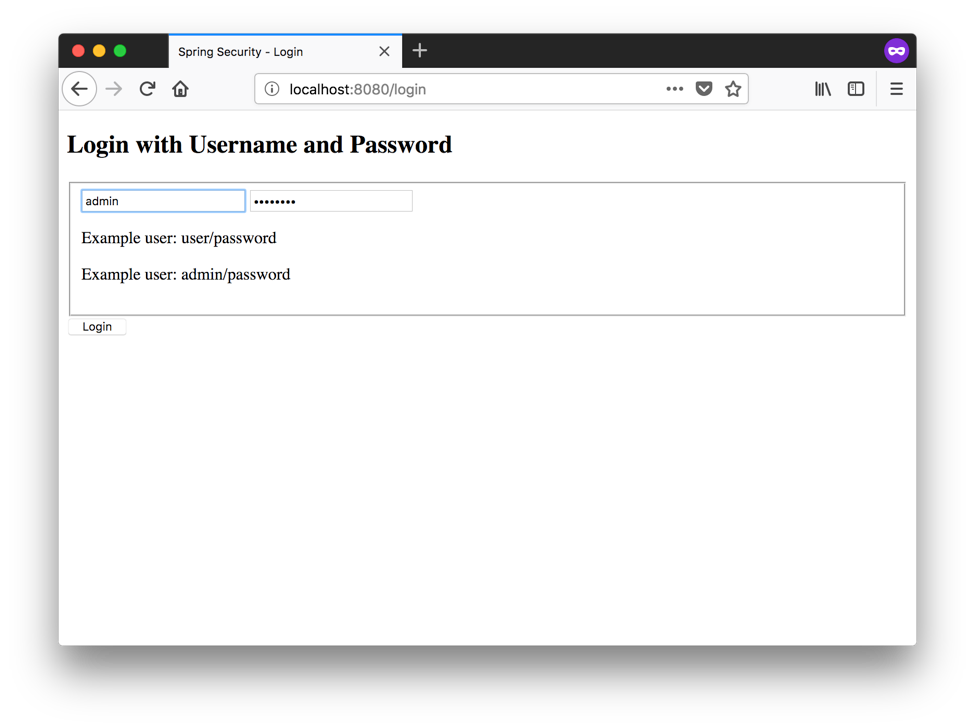 Spring Security - Login
localhost:8080/login
Login with Username and Password
admin ••••••••
Example user: user/password
Example user: admin/password
Login